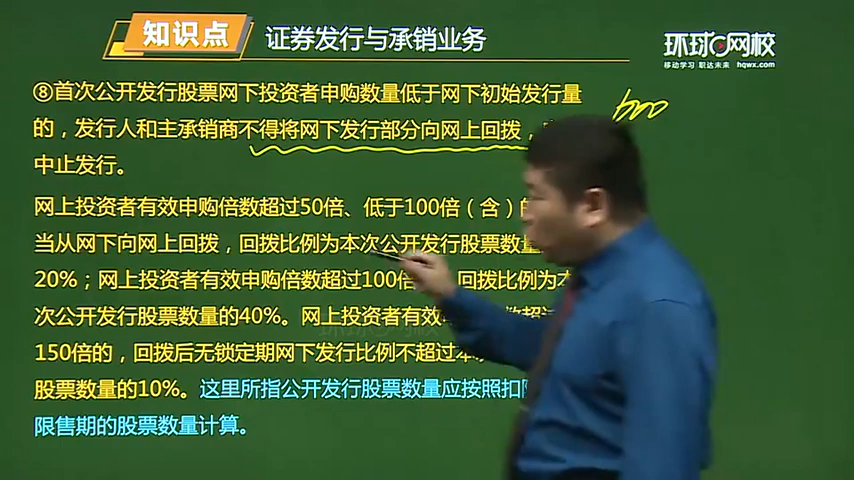 知识点
证券发行与承销业务
环球网校
移动学习 职达未来 hqwx.com
⑧首次公开发行股票网下投资者申购数量低于网下初始发行量
的，发行人和主承销商不得将网下发行部分向网上回拨，
中止发行。
网上投资者有效申购倍数超过50倍、低于100倍（含）的
当从网下向网上回拨，回拨比例为本次公开发行股票数量
20%；网上投资者有效申购倍数超过100倍 回拨比例为本
次公开发行股票数量的40%。网上投资者有效 数超
150倍的，回拨后无锁定期网下发行比例不超过本
股票数量的10%。这里所指公开发行股票数量应按照扣
限售期的股票数量计算。